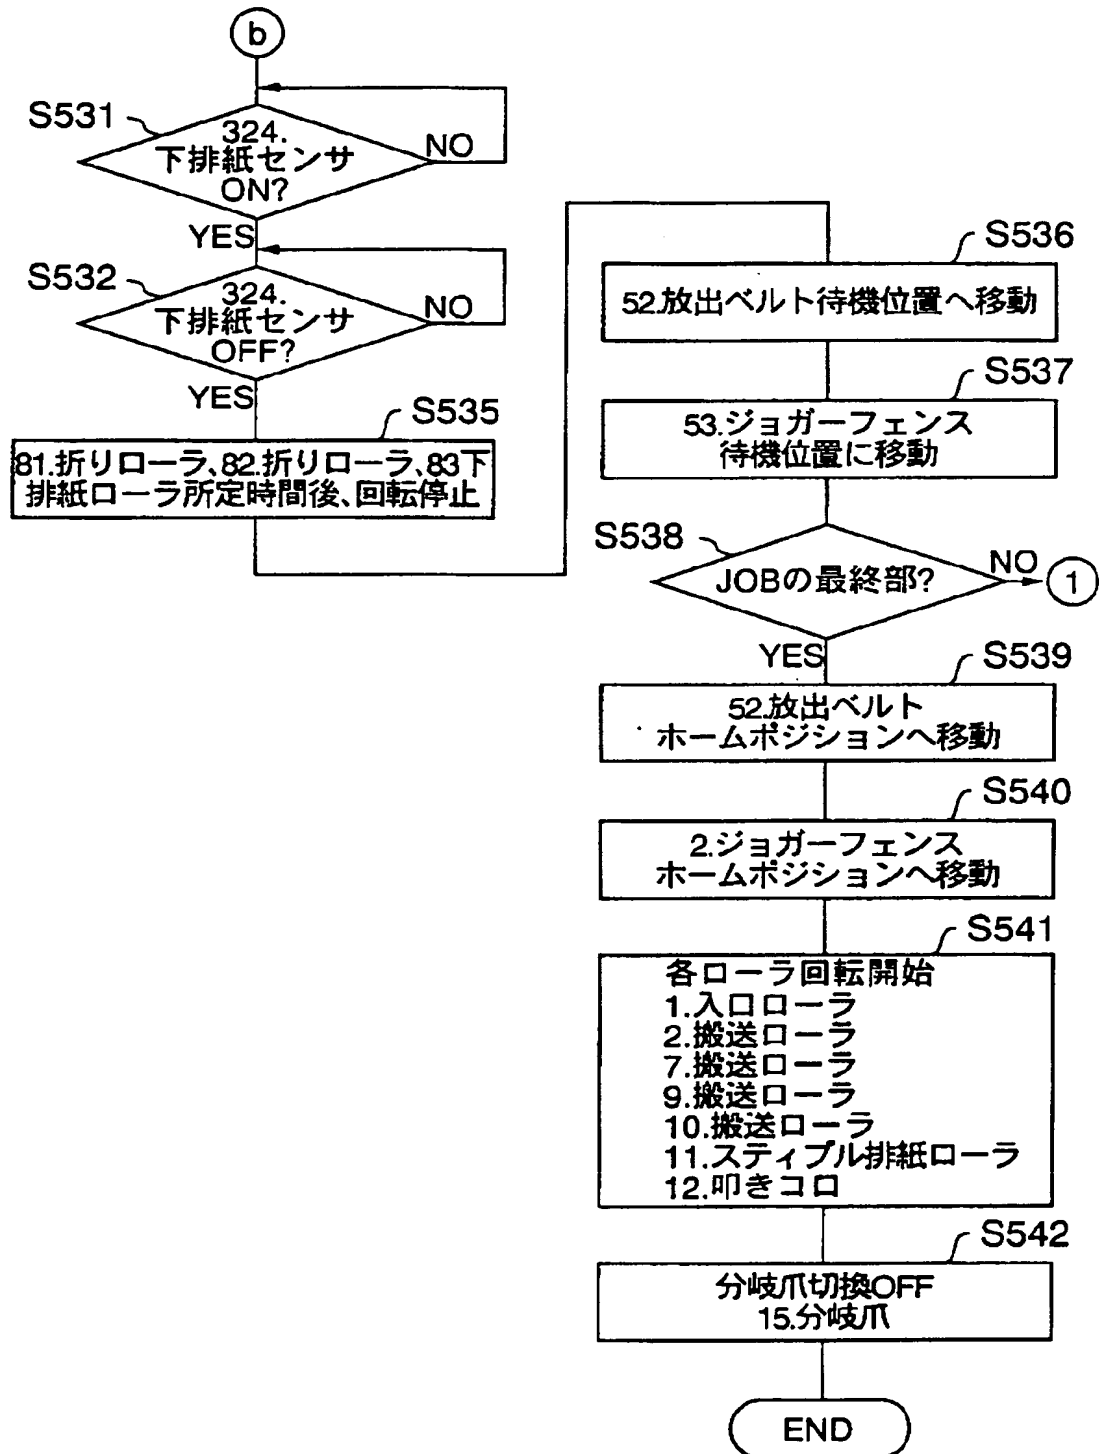 b
S531
324.
下排紙センサ
ON?
NO
YES
S532
324.
下排紙センサ
OFF?
NO
YES
S535
81.折りローラ、82.折りローラ、83下
排紙ローラ所定時間後、回転停止
S536
52.放出ベルト待機位置へ移動
S537
53.ジョガーフェンス
待機位置に移動
S538
JOBの最終部?
NO
1
YES
S539
52.放出ベルト
ホームポジションへ移動
S540
2.ジョガーフェンス
ホームポジションへ移動
S541
各ローラ回転開始
1.入口ローラ
2.搬送ローラ
7.搬送ローラ
9.搬送ローラ
10.搬送ローラ
11.スティプル排紙ローラ
12.叩きコロ
S542
分岐爪切換OFF
15.分岐爪
END